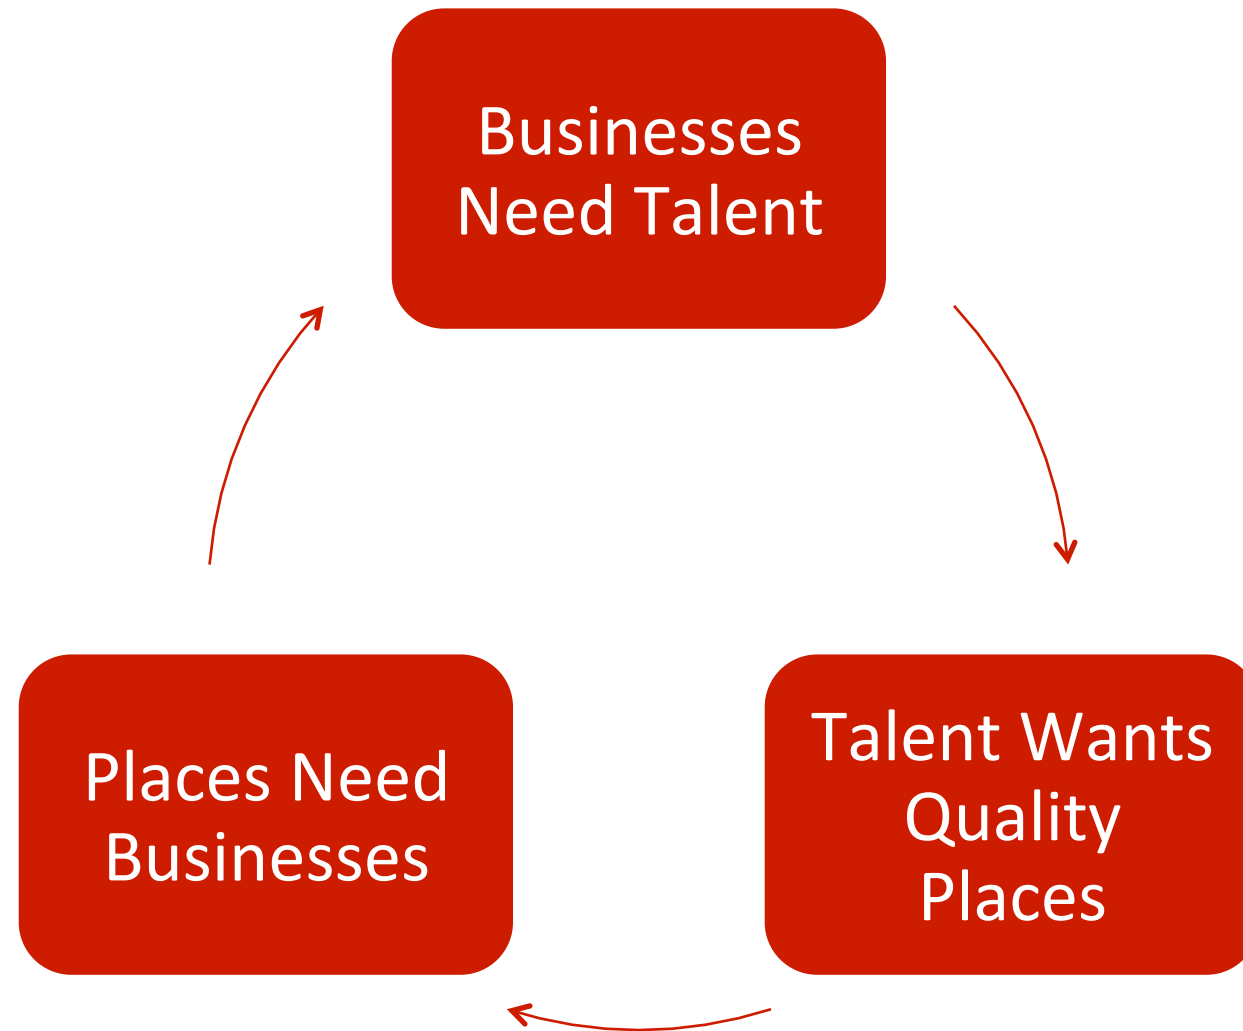 Businesses
Need Talent
Talent Wants
Quality
Places
Places Need
Businesses